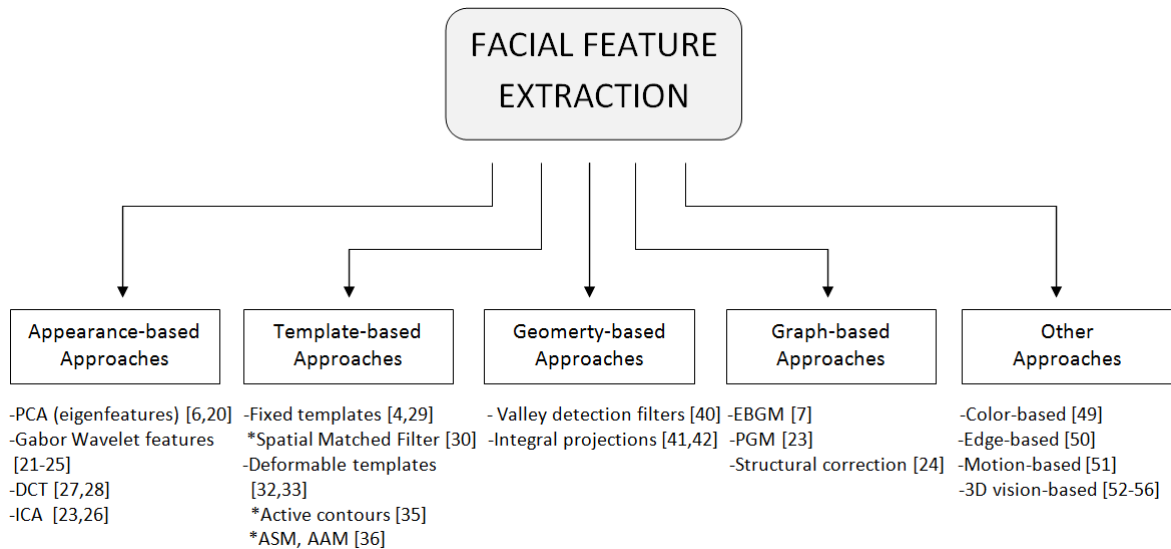 FACIAL FEATURE
EXTRACTION
Appearance-based
Approaches
-PCA (eigenfeatures) [6,20]
-Gabor Wavelet features
[21-25]
-DCT [27,28]
-ICA [23,26]
Template-based
Approaches
-Fixed templates [4,29]
*Spatial Matched Filter [30]
-Deformable templates
[32,33]
*Active contours [35]
*ASM, AAM [36]
Geomerty-based
Approaches
- Valley detection filters [40]
-Integral projections [41,42]
Graph-based
Approaches
-EBGM [7]
-PGM [23]
-Structural correction [24]
Other
Approaches
-Color-based [49]
-Edge-based [50]
-Motion-based [51]
-3D vision-based [52-56]